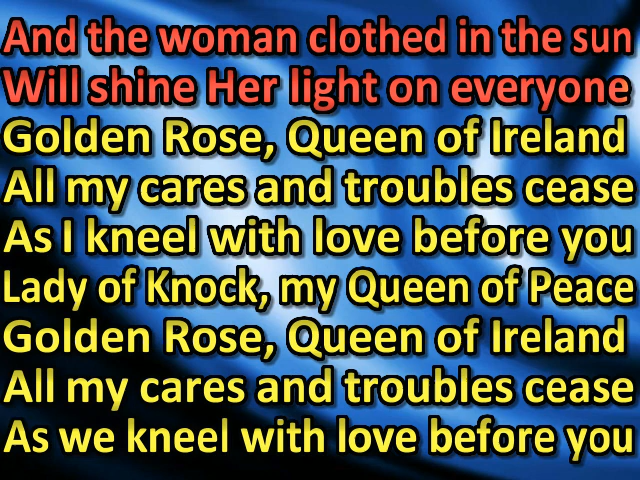 And the woman clothed in the sun
Will shine Her light on everyone
Golden Rose, Queen of Ireland
All my cares and troubles cease
As I kneel with love before you
Lady of Knock, my Queen of Peace
Golden Rose, Queen of Ireland
All my cares and troubles cease
As we kneel with love before you